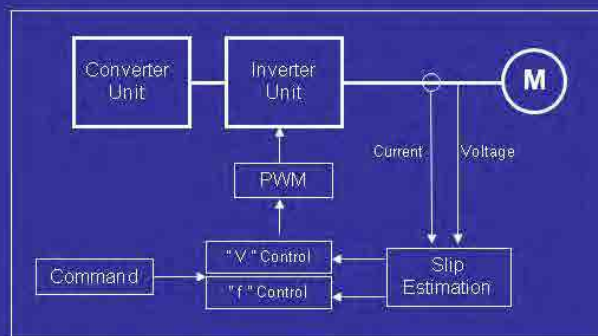 Converter
Unit
Inverter
Unit
M
Current
Voltage
PWM
"V" Control
"f" Control
Command
Slip
Estimation